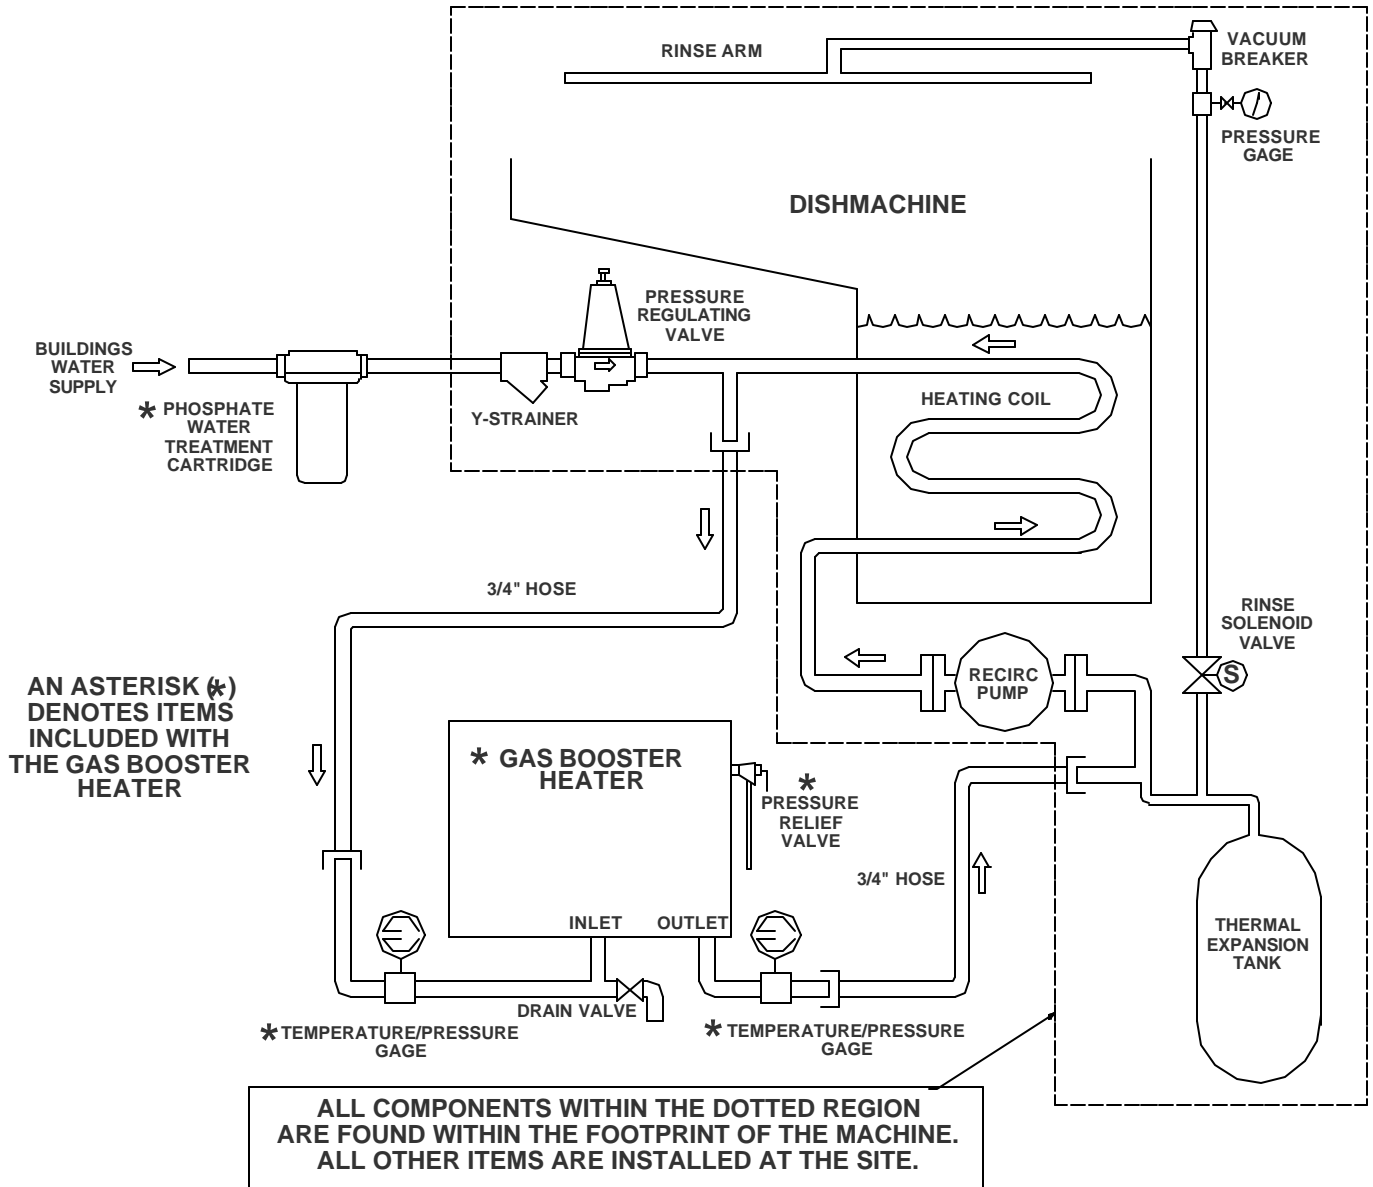 RINSE ARM
VACUUM
BREAKER
PRESSURE
GAGE
DISHMACHINE
PRESSURE
REGULATING
VALVE
BUILDINGS
WATER
SUPPLY
* PHOSPHATE
WATER
TREATMENT
CARTRIDGE
Y-STRAINER
HEATING COIL
3/4" HOSE
RINSE
SOLENOID
VALVE
S
RECIRC
PUMP
AN ASTERISK (*)
DENOTES ITEMS
INCLUDED WITH
THE GAS BOOSTER
HEATER
* GAS BOOSTER
HEATER
*
PRESSURE
RELIEF
VALVE
3/4" HOSE
INLET
OUTLET
THERMAL
EXPANSION
TANK
DRAIN VALVE
* TEMPERATURE/PRESSURE
GAGE
* TEMPERATURE/PRESSURE
GAGE
ALL COMPONENTS WITHIN THE DOTTED REGION
ARE FOUND WITHIN THE FOOTPRINT OF THE MACHINE.
ALL OTHER ITEMS ARE INSTALLED AT THE SITE.